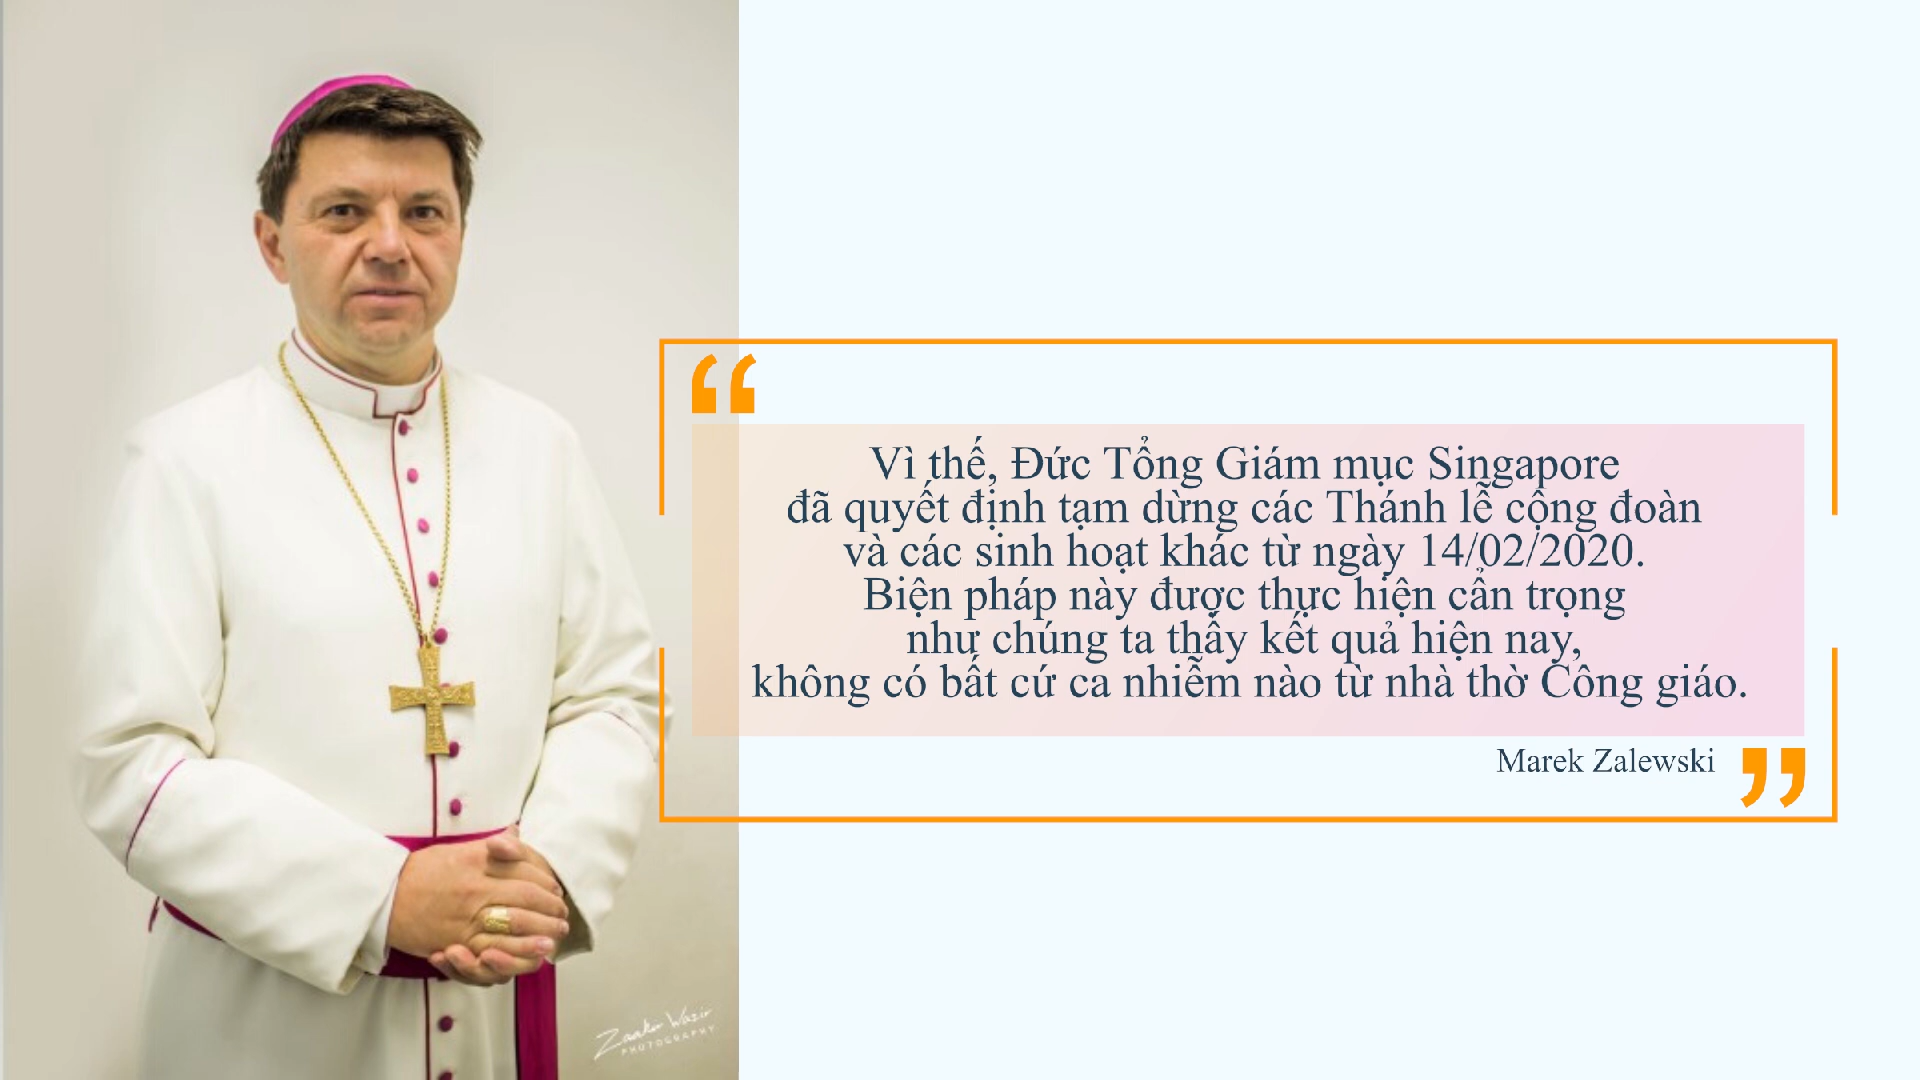 “
Vì thế, Đức Tổng Giám mục Singapore
đã quyết định tạm dừng các Thánh lễ cộng đoàn
và các sinh hoạt khác từ ngày 14/02/2020.
Biện pháp này được thực hiện cẩn trọng
như chúng ta thấy kết quả hiện nay,
không có bất cứ ca nhiễm nào từ nhà thờ Công giáo.
Marek Zalewski ”
PHOTOGRAPHY